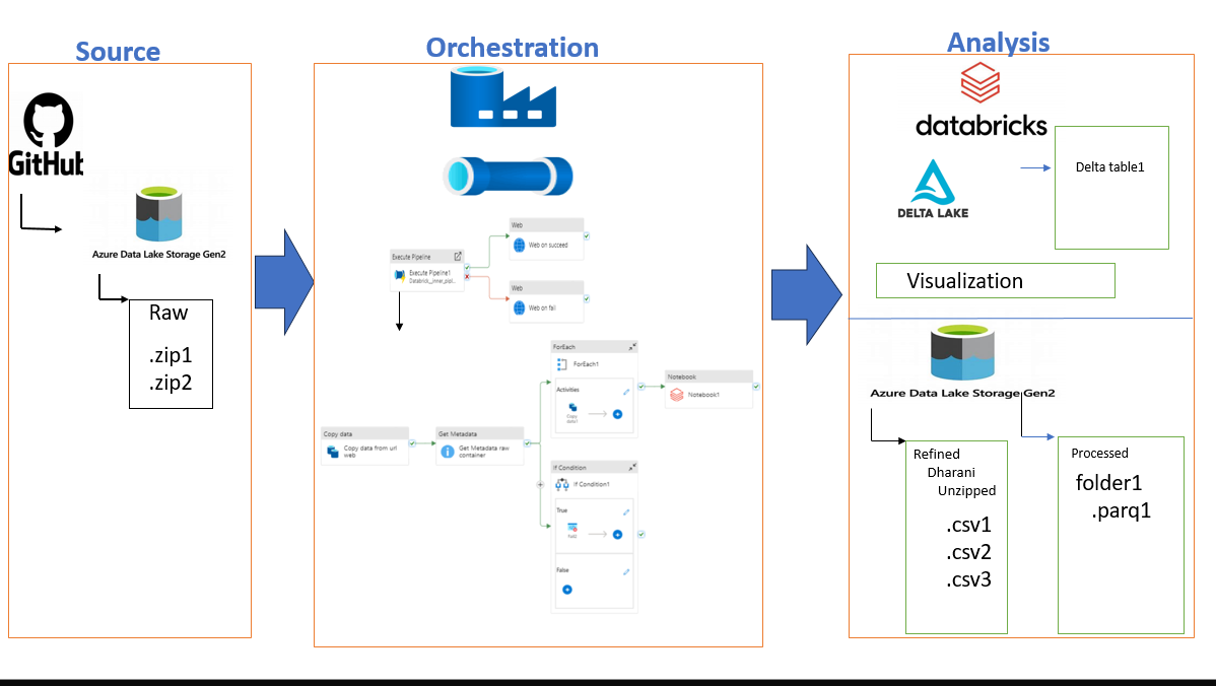 Source
GitHub
Azure Data Lake Storage Gen2
Raw
.zip1
.zip2
Orchestration
Execute Pipeline
Execute Pipeline1
Web
Web on succeed
Web
Web on fail
ForEach
ForEach1
Activities
Copy
data1
Notebook
Notebook1
Copy data
Copy data from url
web
Get Metadata
Get Metadata raw
container
If Condition
If Condition1
True
False
Analysis
databricks
DELTA LAKE
Delta table1
Visualization
Azure Data Lake Storage Gen2
Refined
Dharani
Unzipped
.csv1
.csv2
.csv3
Processed
folder1
.parq1